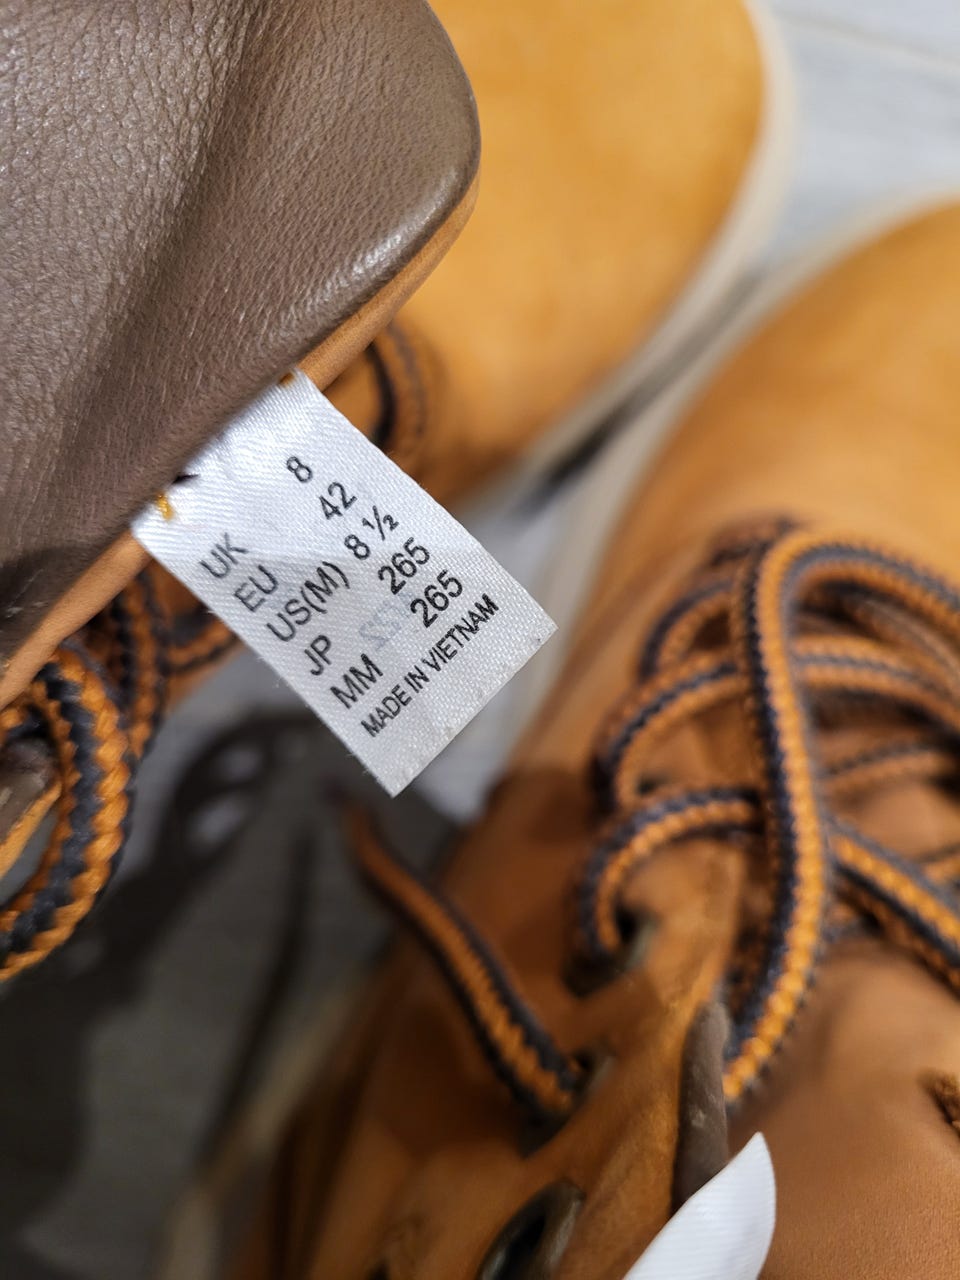 UK 8
EU 42
US(M) 8 ½
JP 265
MM 265
MADE IN VIETNAM